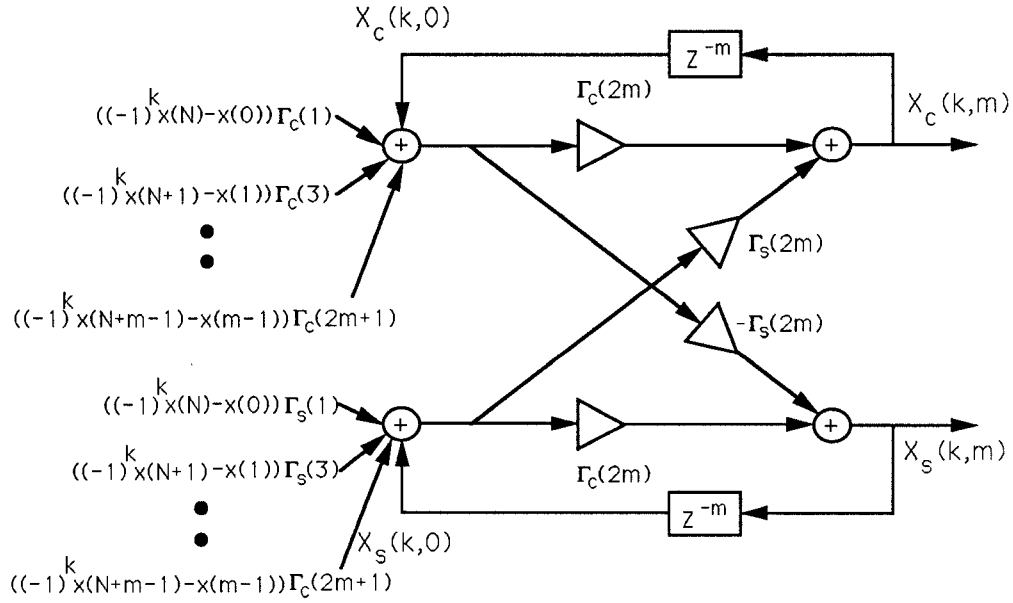 X_c(k,0)
Z^{-m}
Γ_c(2m)
X_c(k,m)
((-1)^k x(N)-x(0))Γ_c(1)
+
+
((-1)^k x(N+1)-x(1))Γ_c(3)
Γ_s(2m)
((-1)^k x(N+m-1)-x(m-1))Γ_c(2m+1)
-Γ_s(2m)
((-1)^k x(N)-x(0))Γ_s(1)
+
+
X_s(k,m)
((-1)^k x(N+1)-x(1))Γ_s(3)
Γ_c(2m)
Z^{-m}
X_s(k,0)
((-1)^k x(N+m-1)-x(m-1))Γ_c(2m+1)